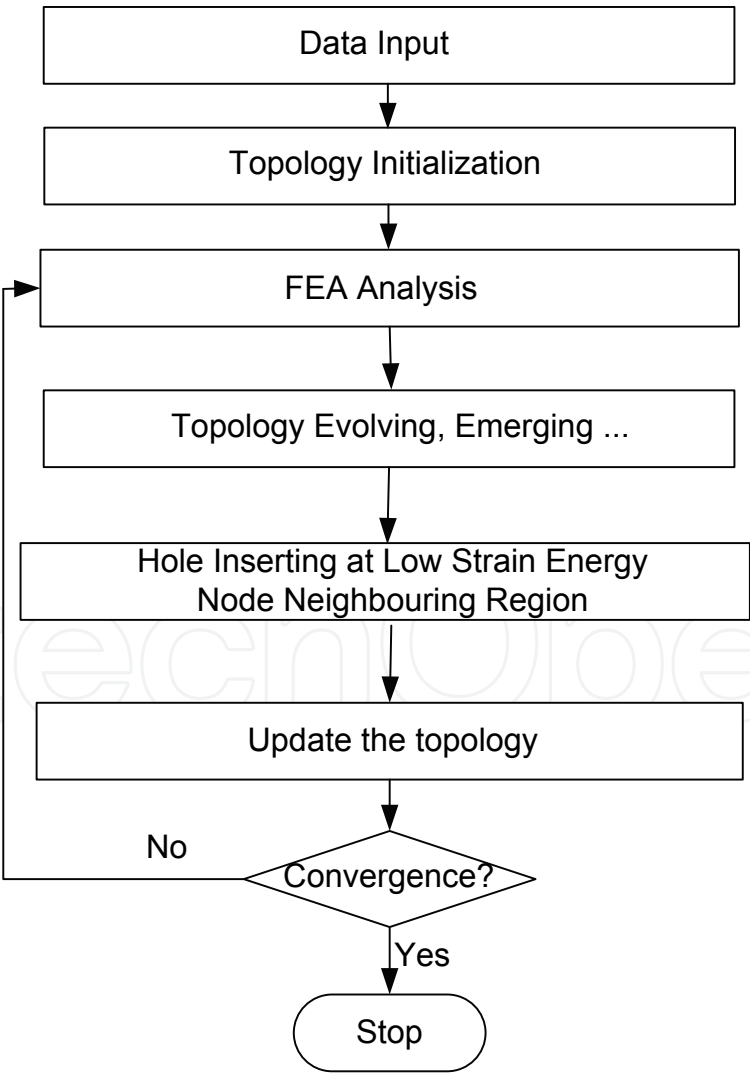 Data Input
Topology Initialization
FEA Analysis
Topology Evolving, Emerging ...
Hole Inserting at Low Strain Energy
Node Neighbouring Region
Update the topology
No
Convergence?
Yes
Stop